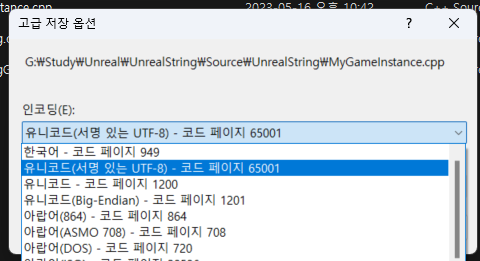 stance.cpp 2023-05-16 오후 10:42 C++ Sourc
고급 저장 옵션
G:₩Study₩Unreal₩UnrealString₩Source₩UnrealString₩MyGameInstance.cpp
인코딩(E):
유니코드(서명 있는 UTF-8) - 코드 페이지 65001
한국어 - 코드 페이지 949
유니코드(서명 있는 UTF-8) - 코드 페이지 65001
유니코드 - 코드 페이지 1200
유니코드(Big-Endian) - 코드 페이지 1201
아랍어(864) - 코드 페이지 864
아랍어(ASMO 708) - 코드 페이지 708
아랍어(DOS) - 코드 페이지 720